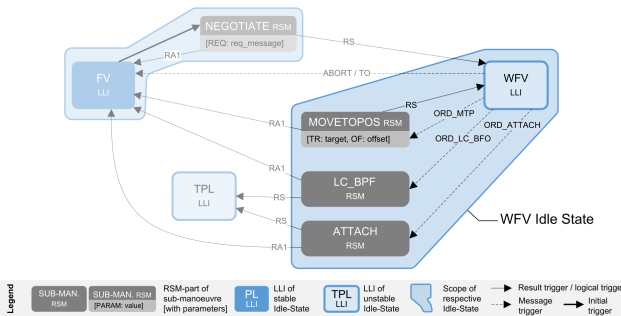 NEGOTIATE RSM
[REQ: req_message]
RS
RA1
FV
LLI
ABORT / TO
WFV
LLI
RS
ORD_MTP
ORD_ATTACH
MOVETOPOS RSM
[TR: target, OF: offset]
RA1
ORD_LC_BFO
RA1
LC_BPF
RSM
TPL
LLI
RS
RS
ATTACH
RSM
RA1
WFV Idle State
Legend
SUB-MAN.
RSM
SUB-MAN. RSM
[PARAM: value]
RSM-part of
sub-manoeuvre
[with parameters]
PL
LLI
LLI of
stable
Idle-State
TPL
LLI
LLI of
unstable
Idle-State
Scope of
respective
Idle-State
Result trigger / logical trigge
Message
trigger
Initial
trigger